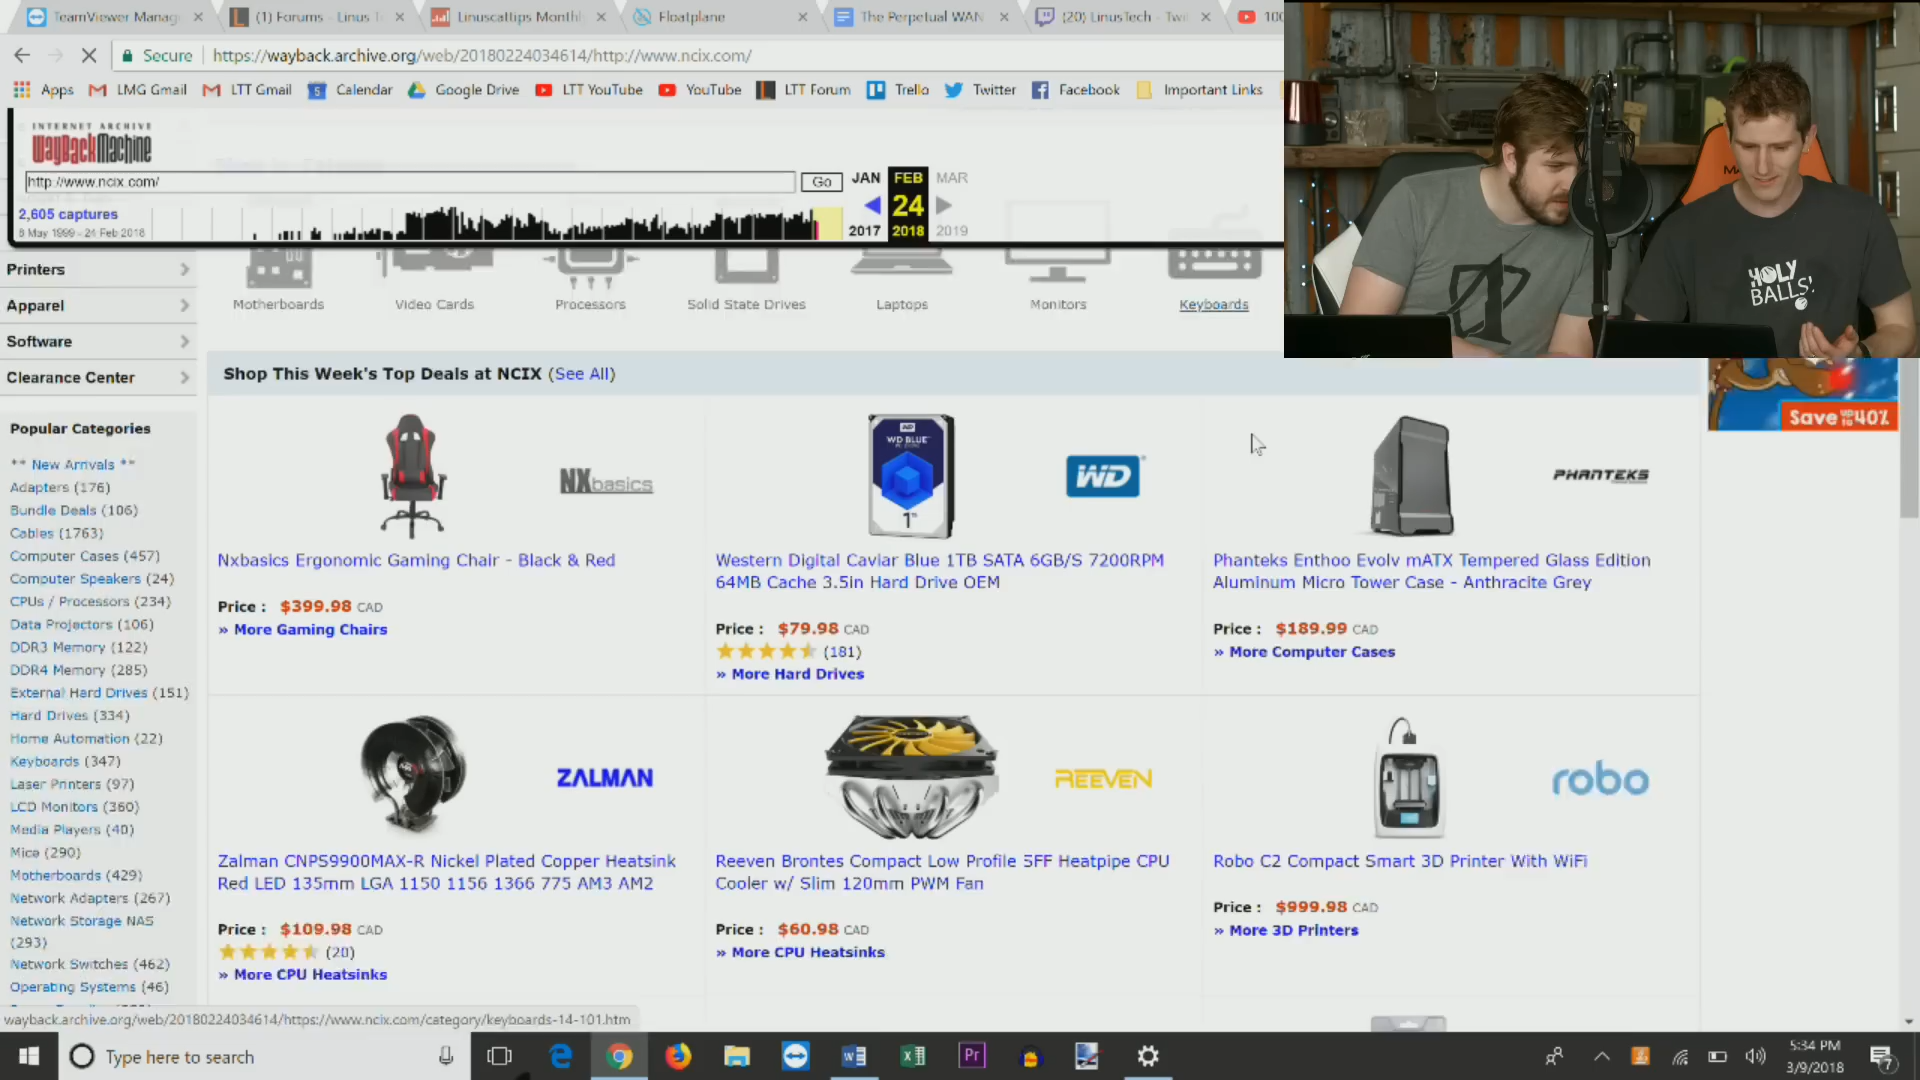 TeamViewer Manag
(1) Forums - Linus T
Linuscattips Monthl
Floatplane
The Perpetual WAN
(20) LinusTech - Twi
100
Secure
https://wayback.archive.org/web/20180224034614/http://www.ncix.com/
Apps
LMG Gmail
LTT Gmail
Calendar
Google Drive
LTT YouTube
YouTube
LTT Forum
Trello
Twitter
Facebook
Important Links
INTERNET ARCHIVE
WayBackMachine
http://www.ncix.com/
Go
JAN FEB MAR
24
2017 2018 2019
2,605 captures
8 May 1999 - 24 Feb 2018
HOLY
BALLS!
Printers
Apparel
Software
Clearance Center
Motherboards
Video Cards
Processors
Solid State Drives
Laptops
Monitors
Keyboards
Shop This Week's Top Deals at NCIX (See All)
Save UP TO 40%
Popular Categories
** New Arrivals **
Adapters (176)
Bundle Deals (106)
Cables (1763)
Computer Cases (457)
Computer Speakers (24)
CPUs / Processors (234)
Data Projectors (106)
DDR3 Memory (122)
DDR4 Memory (285)
External Hard Drives (151)
Hard Drives (334)
Home Automation (22)
Keyboards (347)
Laser Printers (97)
LCD Monitors (360)
Media Players (40)
Mice (290)
Motherboards (429)
Network Adapters (267)
Network Storage NAS
(293)
Network Switches (462)
Operating Systems (46)
NXbasics
Nxbasics Ergonomic Gaming Chair - Black & Red
Price : $399.98 CAD
» More Gaming Chairs
WD
WD BLUE
1TB
Western Digital Caviar Blue 1TB SATA 6GB/S 7200RPM
64MB Cache 3.5in Hard Drive OEM
Price : $79.98 CAD
(181)
» More Hard Drives
PHANTEKS
Phanteks Enthoo Evolv mATX Tempered Glass Edition
Aluminum Micro Tower Case - Anthracite Grey
Price : $189.99 CAD
» More Computer Cases
ZALMAN
Zalman CNPS9900MAX-R Nickel Plated Copper Heatsink
Red LED 135mm LGA 1150 1156 1366 775 AM3 AM2
Price : $109.98 CAD
(20)
» More CPU Heatsinks
REEVEN
Reeven Brontes Compact Low Profile SFF Heatpipe CPU
Cooler w/ Slim 120mm PWM Fan
Price : $60.98 CAD
» More CPU Heatsinks
robo
Robo C2 Compact Smart 3D Printer With WiFi
Price : $999.98 CAD
» More 3D Printers
wayback.archive.org/web/20180224034614/https://www.ncix.com/category/keyboards-14-101.htm
Type here to search
Pr
5:34 PM
3/9/2018
7